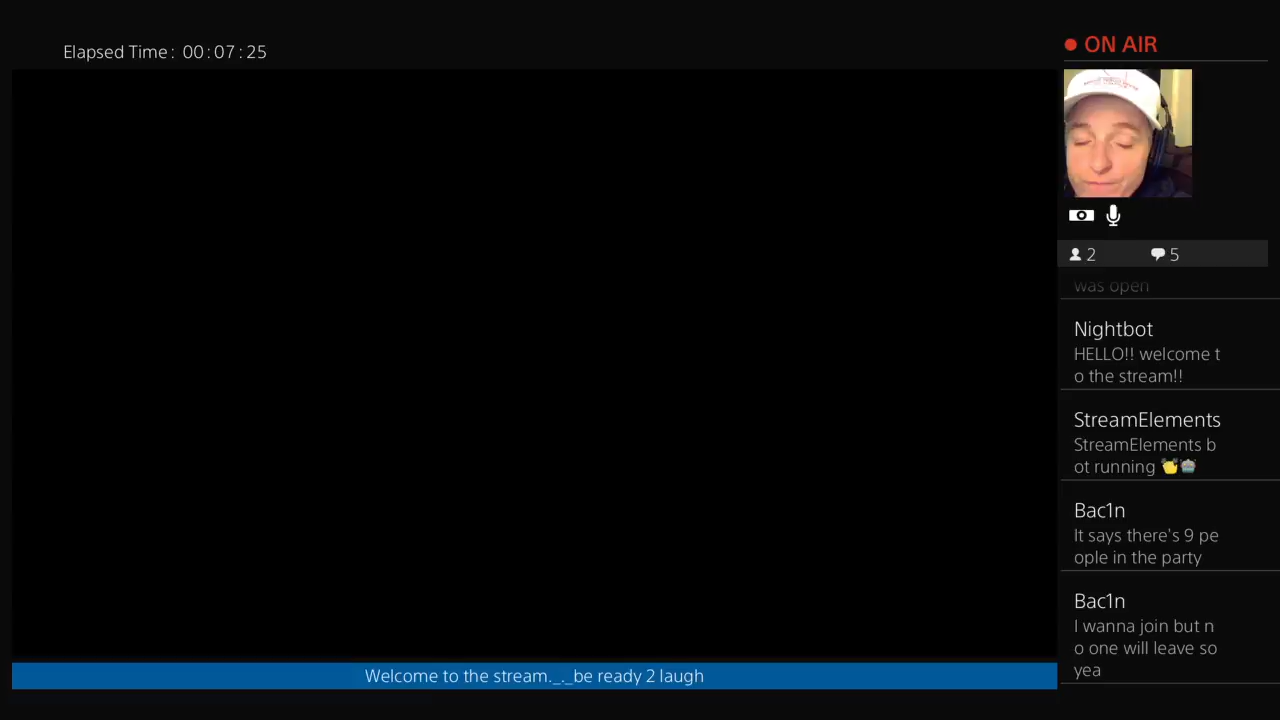 Elapsed Time: 00:07:25
ON AIR
2 5
was open
Nightbot
HELLO!! welcome t
o the stream!!
StreamElements
StreamElements b
ot running
Bac1n
It says there's 9 pe
ople in the party
Bac1n
I wanna join but n
o one will leave so
yea
Welcome to the stream._._be ready 2 laugh